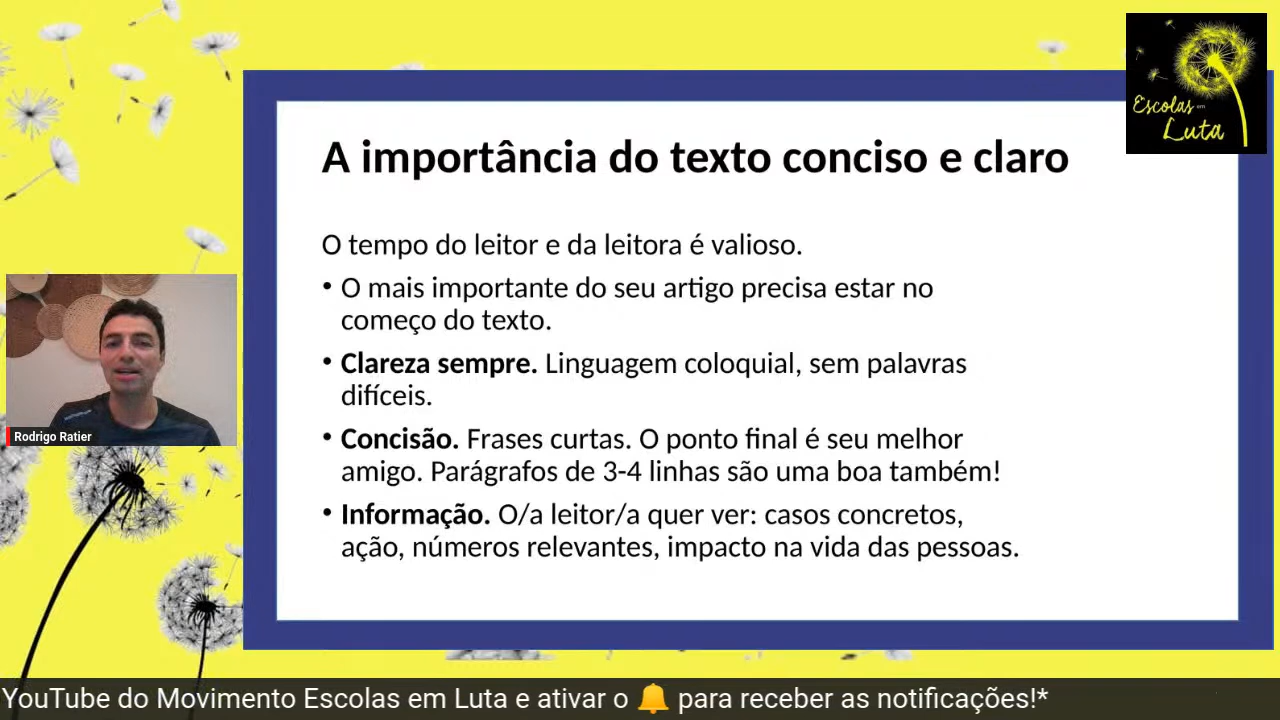 Escolas em
Luta
A importância do texto conciso e claro
O tempo do leitor e da leitora é valioso.
• O mais importante do seu artigo precisa estar no
começo do texto.
• Clareza sempre. Linguagem coloquial, sem palavras
difíceis.
• Concisão. Frases curtas. O ponto final é seu melhor
amigo. Parágrafos de 3-4 linhas são uma boa também!
• Informação. O/a leitor/a quer ver: casos concretos,
ação, números relevantes, impacto na vida das pessoas.
Rodrigo Ratier
YouTube do Movimento Escolas em Luta e ativar o 🔔 para receber as notificações!*